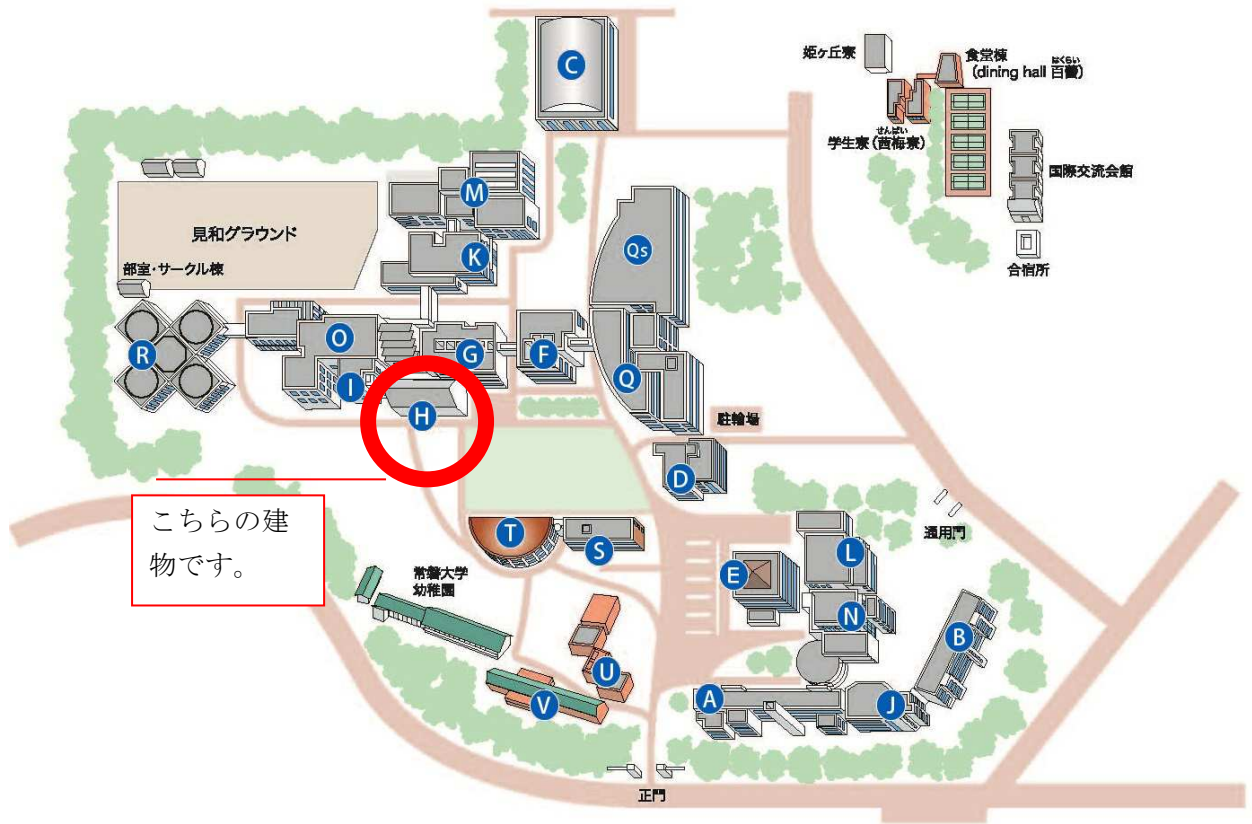 C
姫ヶ丘寮
食堂棟
はくらい
(dining hall 百蕾)
せんばい
学生寮(茜梅寮)
国際交流会館
合宿所
M
見和グラウンド
K
Qs
部室・サークル棟
R
O
G
F
I
H
Q
駐輪場
D
こちらの建
物です。
通用門
T
S
L
E
常磐大学
幼稚園
N
B
U
V
A
J
正門